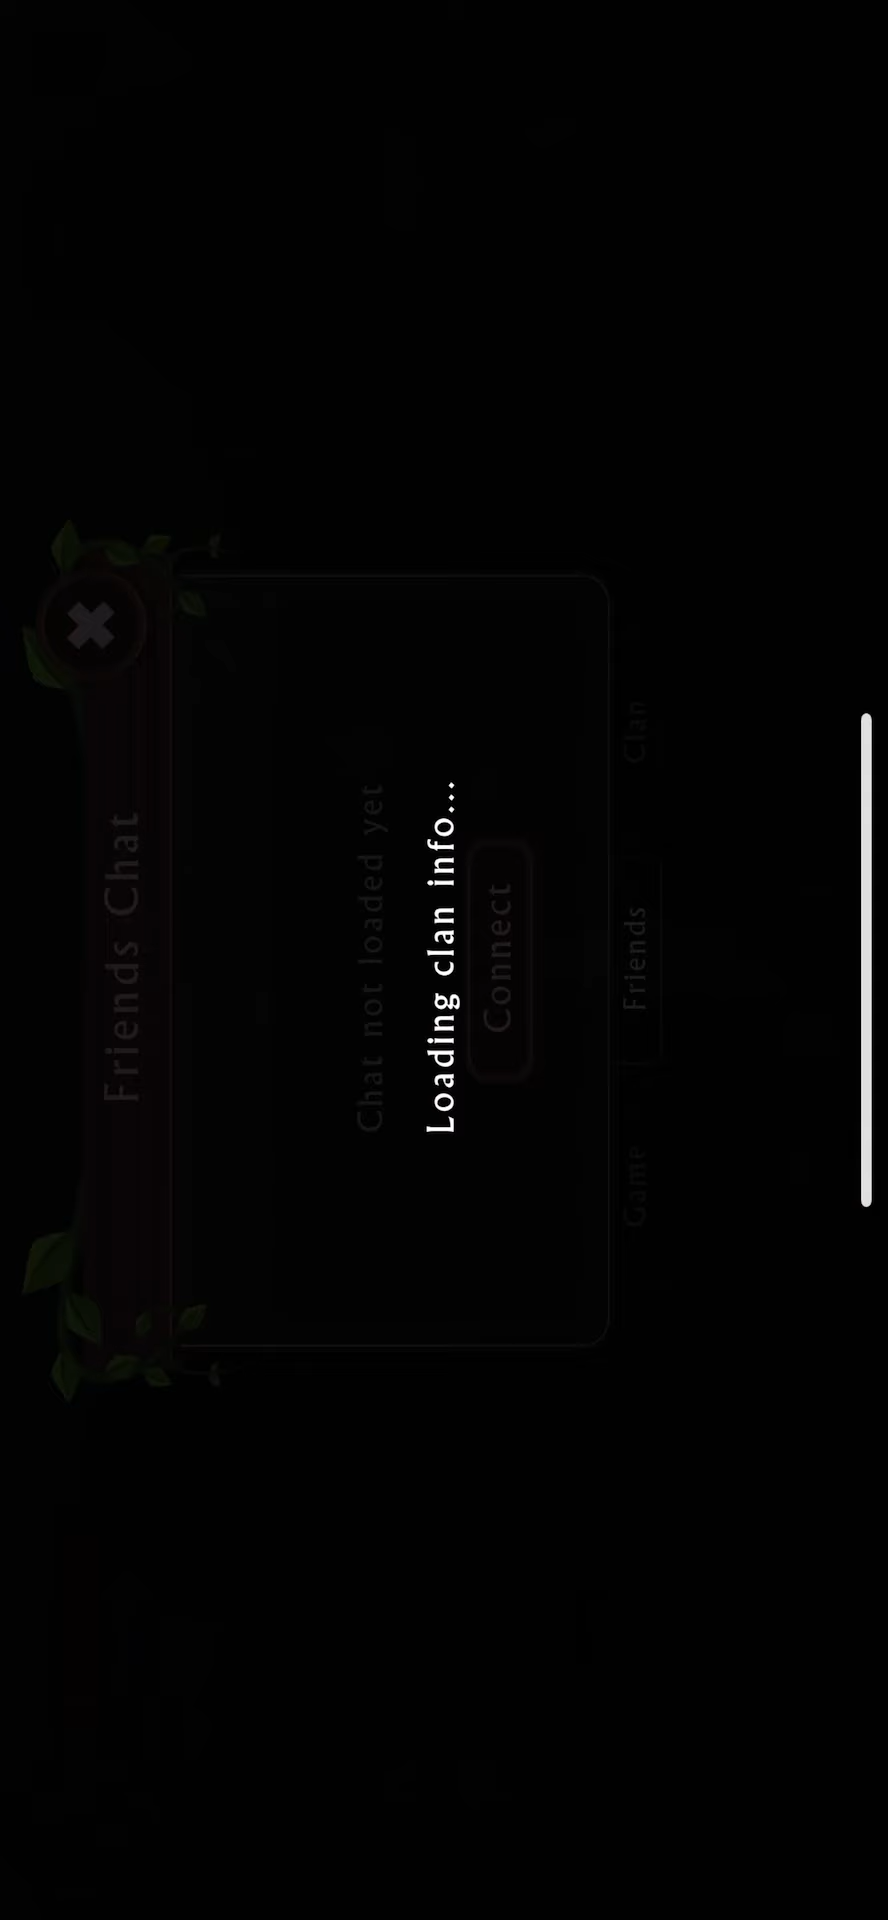 Friends Chat
Chat not loaded yet
Loading clan info...
Connect
Game
Friends
Clan